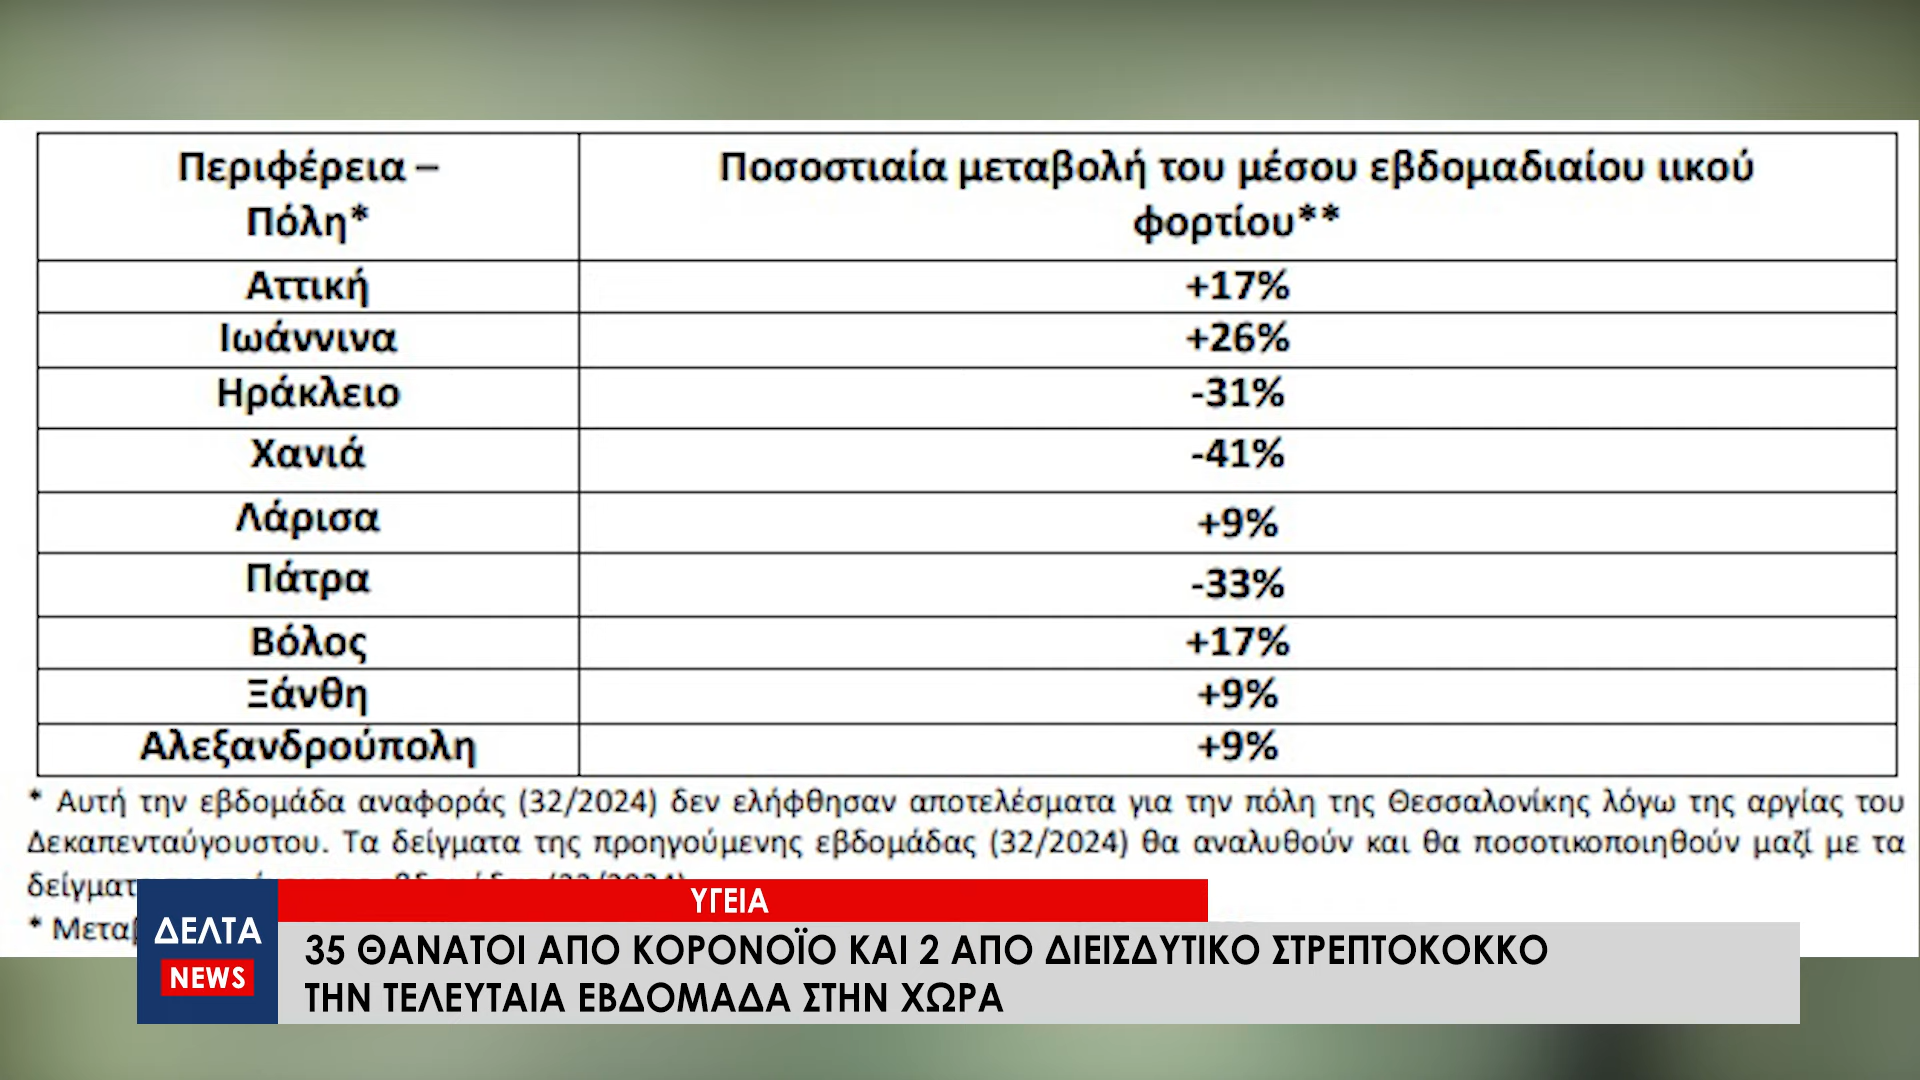 Περιφέρεια –
Πόλη*
Ποσοστιαία μεταβολή του μέσου εβδομαδιαίου ιικού
φορτίου**
Αττική +17%
Ιωάννινα +26%
Ηράκλειο -31%
Χανιά -41%
Λάρισα +9%
Πάτρα -33%
Βόλος +17%
Ξάνθη +9%
Αλεξανδρούπολη +9%
* Αυτή την εβδομάδα αναφοράς (32/2024) δεν ελήφθησαν αποτελέσματα για την πόλη της Θεσσαλονίκης λόγω της αργίας του
Δεκαπενταύγουστου. Τα δείγματα της προηγούμενης εβδομάδας (32/2024) θα αναλυθούν και θα ποσοτικοποιηθούν μαζί με τα
ΥΓΕΙΑ
ΔΕΛΤΑ
NEWS
35 ΘΑΝΑΤΟΙ ΑΠΟ ΚΟΡΟΝΟΪΟ ΚΑΙ 2 ΑΠΟ ΔΙΕΙΣΔΥΤΙΚΟ ΣΤΡΕΠΤΟΚΟΚΚΟ
ΤΗΝ ΤΕΛΕΥΤΑΙΑ ΕΒΔΟΜΑΔΑ ΣΤΗΝ ΧΩΡΑ